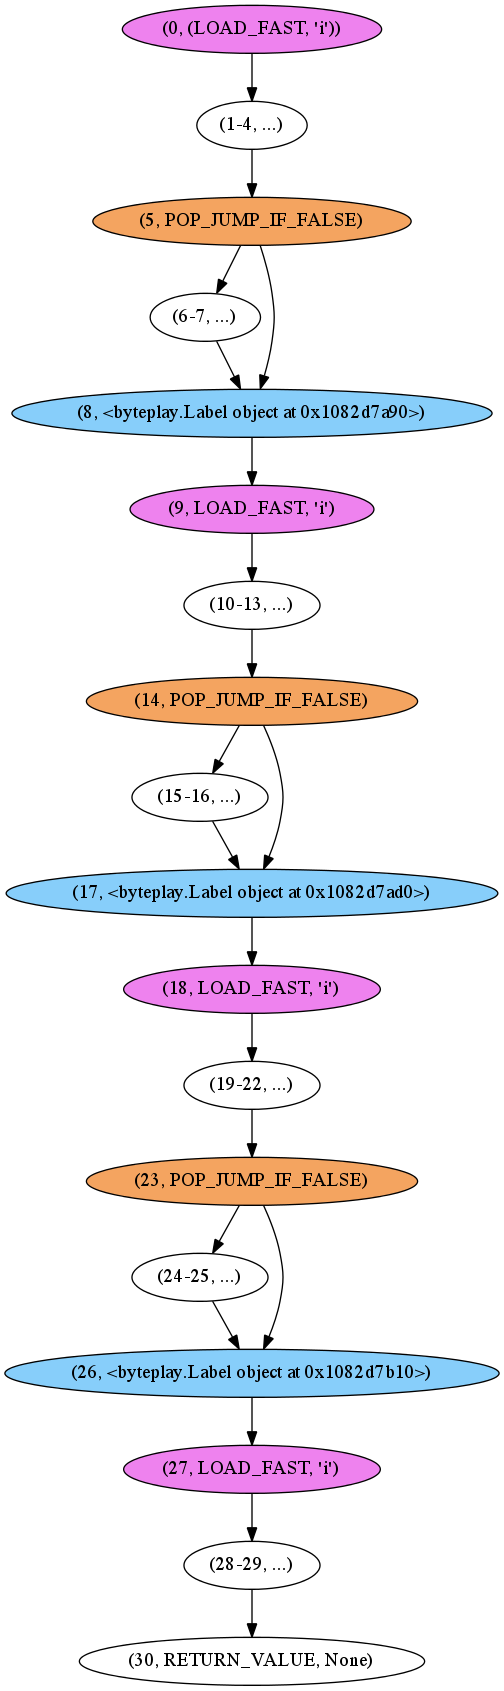 (0, (LOAD_FAST, 'i'))
(1-4, ...)
(5, POP_JUMP_IF_FALSE)
(6-7, ...)
(8, <byteplay.Label object at 0x1082d7a90>)
(9, LOAD_FAST, 'i')
(10-13, ...)
(14, POP_JUMP_IF_FALSE)
(15-16, ...)
(17, <byteplay.Label object at 0x1082d7ad0>)
(18, LOAD_FAST, 'i')
(19-22, ...)
(23, POP_JUMP_IF_FALSE)
(24-25, ...)
(26, <byteplay.Label object at 0x1082d7b10>)
(27, LOAD_FAST, 'i')
(28-29, ...)
(30, RETURN_VALUE, None)